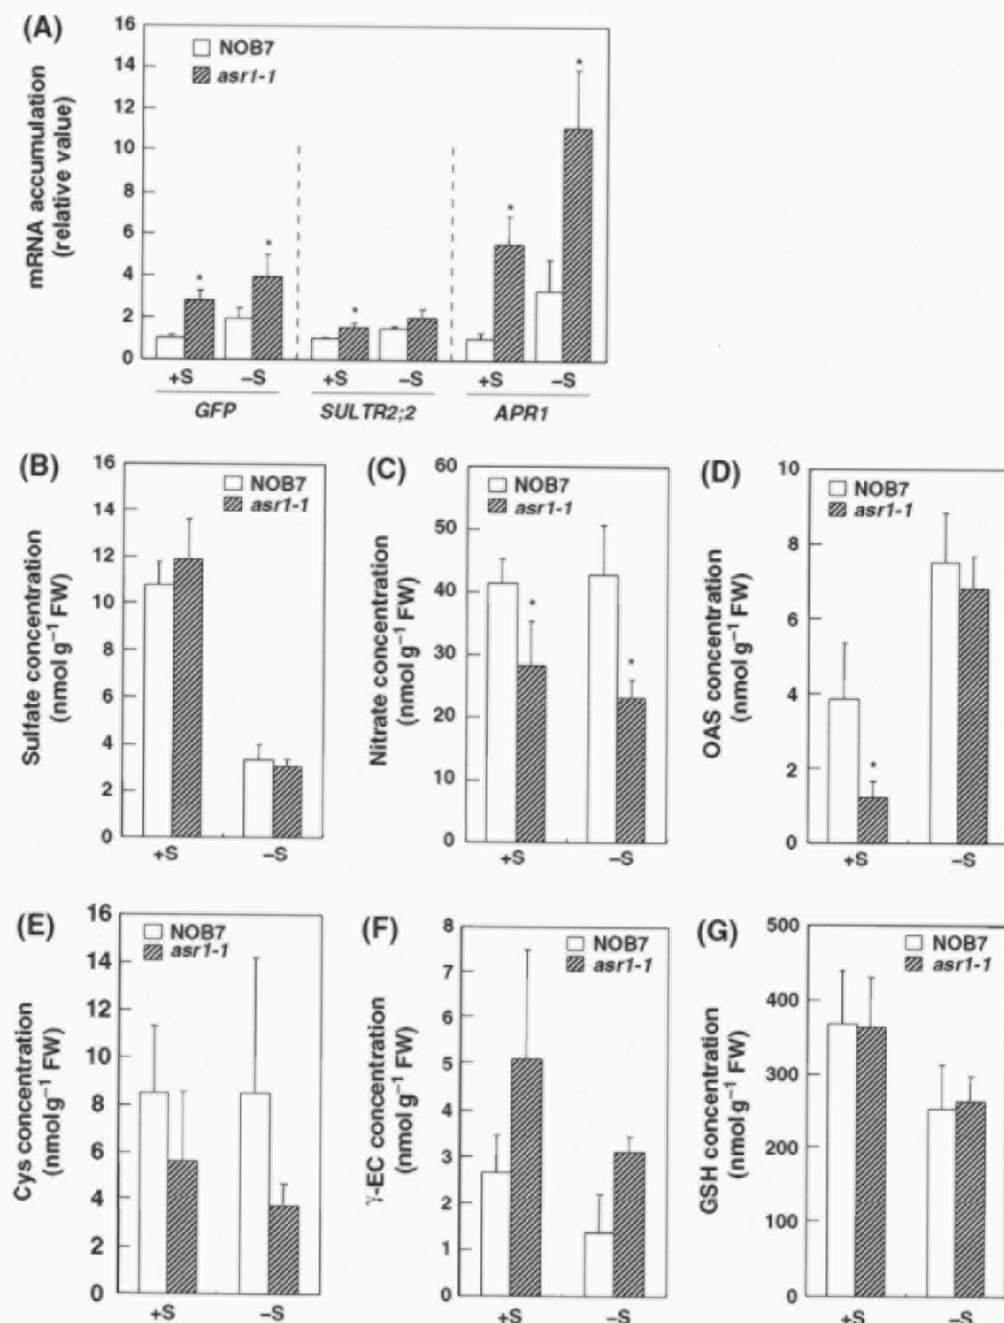 (A)
mRNA accumulation
(relative value)
16
14
12
10
8
6
4
2
0
NOB7
asr1-1
*
*
*
*
*
+S
–S
+S
–S
+S
–S
GFP
SULTR2;2
APR1
(B)
Sulfate concentration
(nmol g–1 FW)
16
14
12
10
8
6
4
2
0
NOB7
asr1-1
+S
–S
(C)
Nitrate concentration
(nmol g–1 FW)
60
50
40
30
20
10
0
NOB7
asr1-1
*
*
+S
–S
(D)
OAS concentration
(nmol g–1 FW)
10
8
6
4
2
0
NOB7
asr1-1
*
+S
–S
(E)
Cys concentration
(nmol g–1 FW)
16
14
12
10
8
6
4
2
0
NOB7
asr1-1
+S
–S
(F)
γ-EC concentration
(nmol g–1 FW)
8
7
6
5
4
3
2
1
0
NOB7
asr1-1
+S
–S
(G)
GSH concentration
(nmol g–1 FW)
500
400
300
200
100
0
NOB7
asr1-1
+S
–S